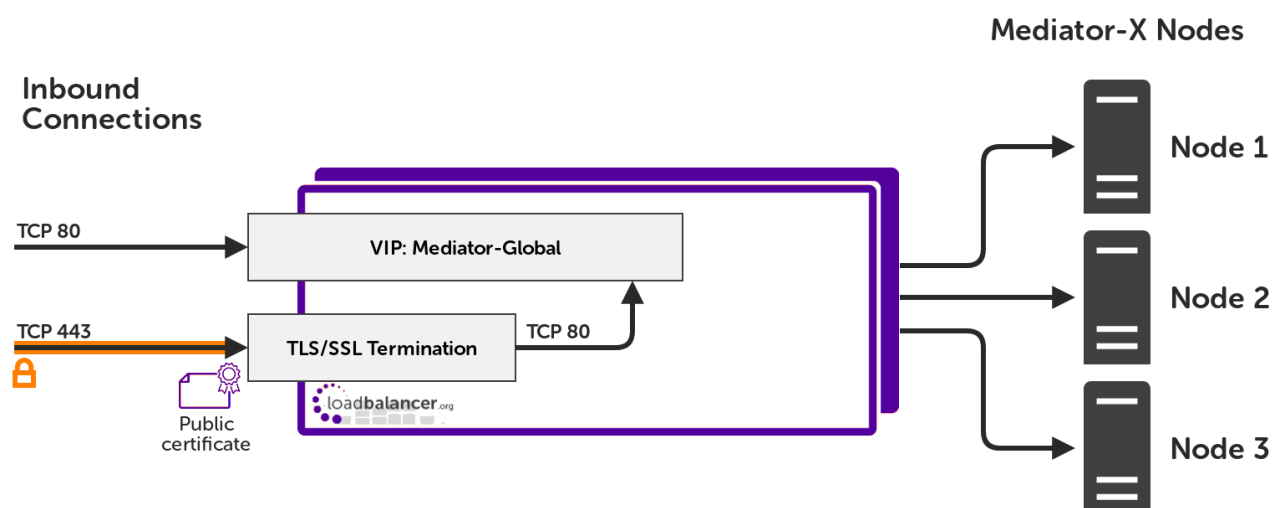 Mediator-X Nodes
Inbound
Connections
Node 1
TCP 80
VIP: Mediator-Global
Node 2
TCP 443
TLS/SSL Termination
TCP 80
loadbalancer.org
Public
certificate
Node 3